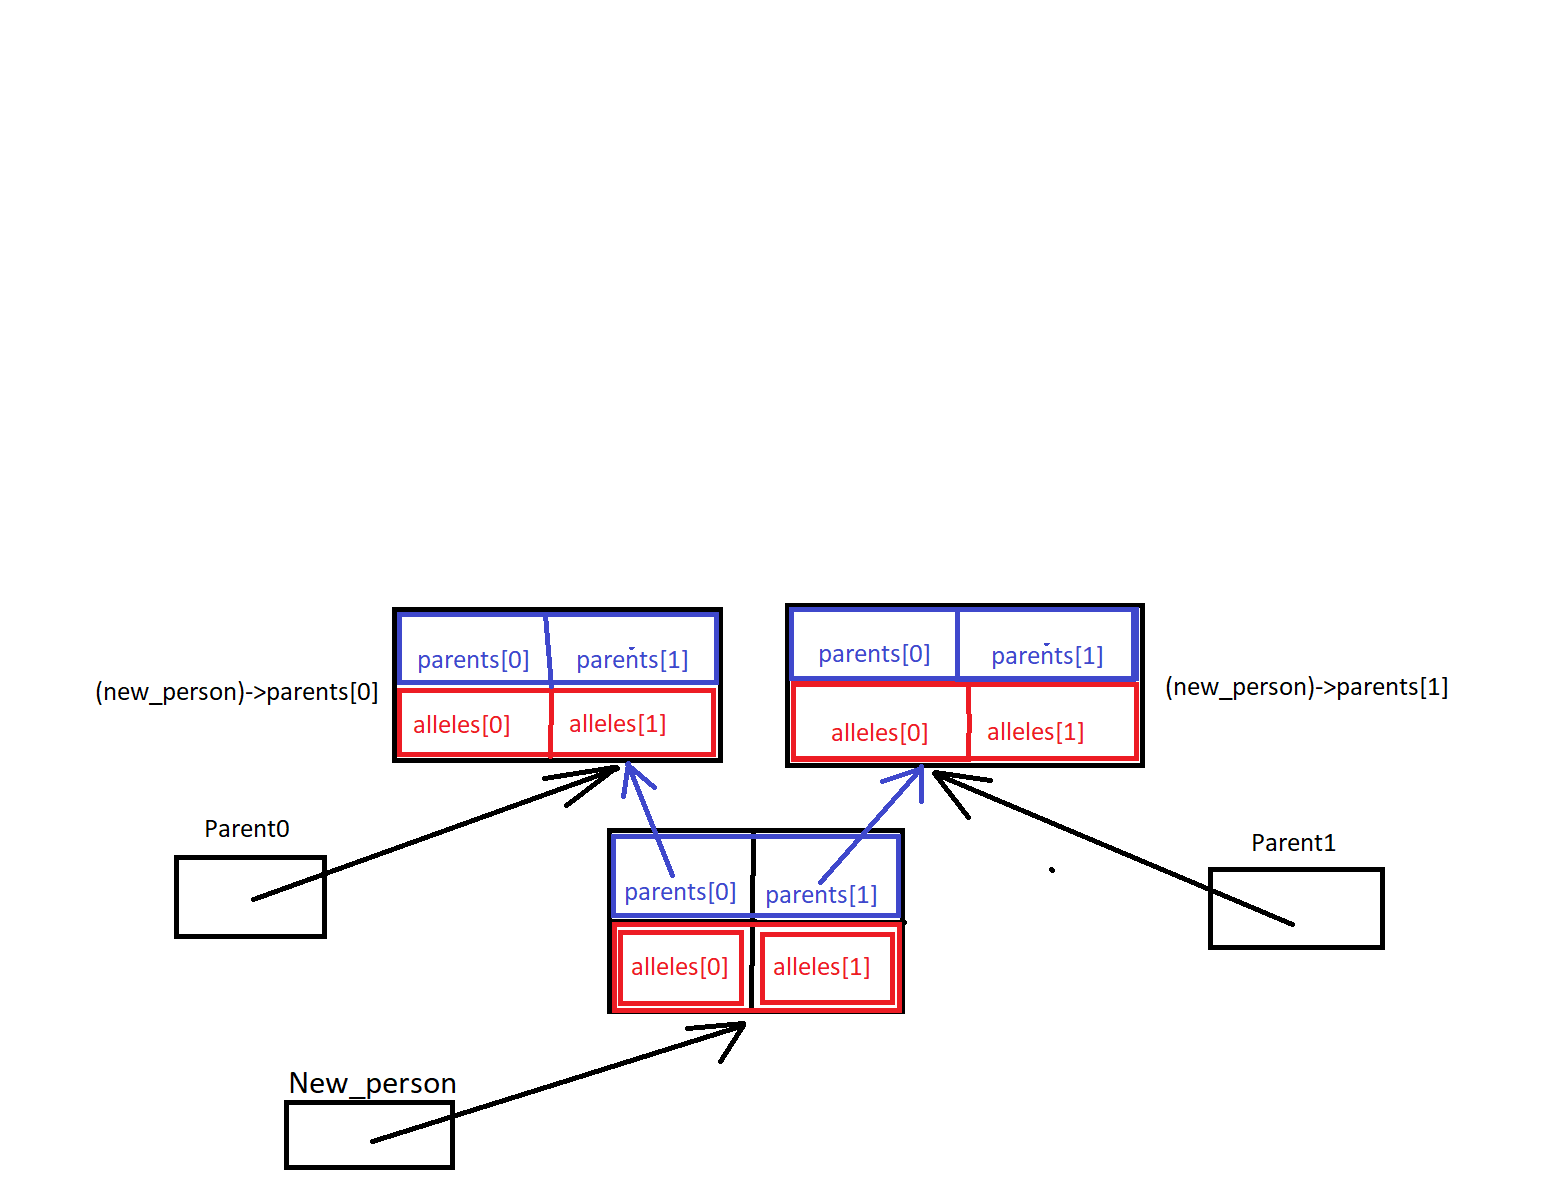 parents[0]
parents[1]
alleles[0]
alleles[1]
parents[0]
parents[1]
alleles[0]
alleles[1]
(new_person)->parents[0]
(new_person)->parents[1]
Parent0
Parent1
parents[0]
parents[1]
alleles[0]
alleles[1]
New_person